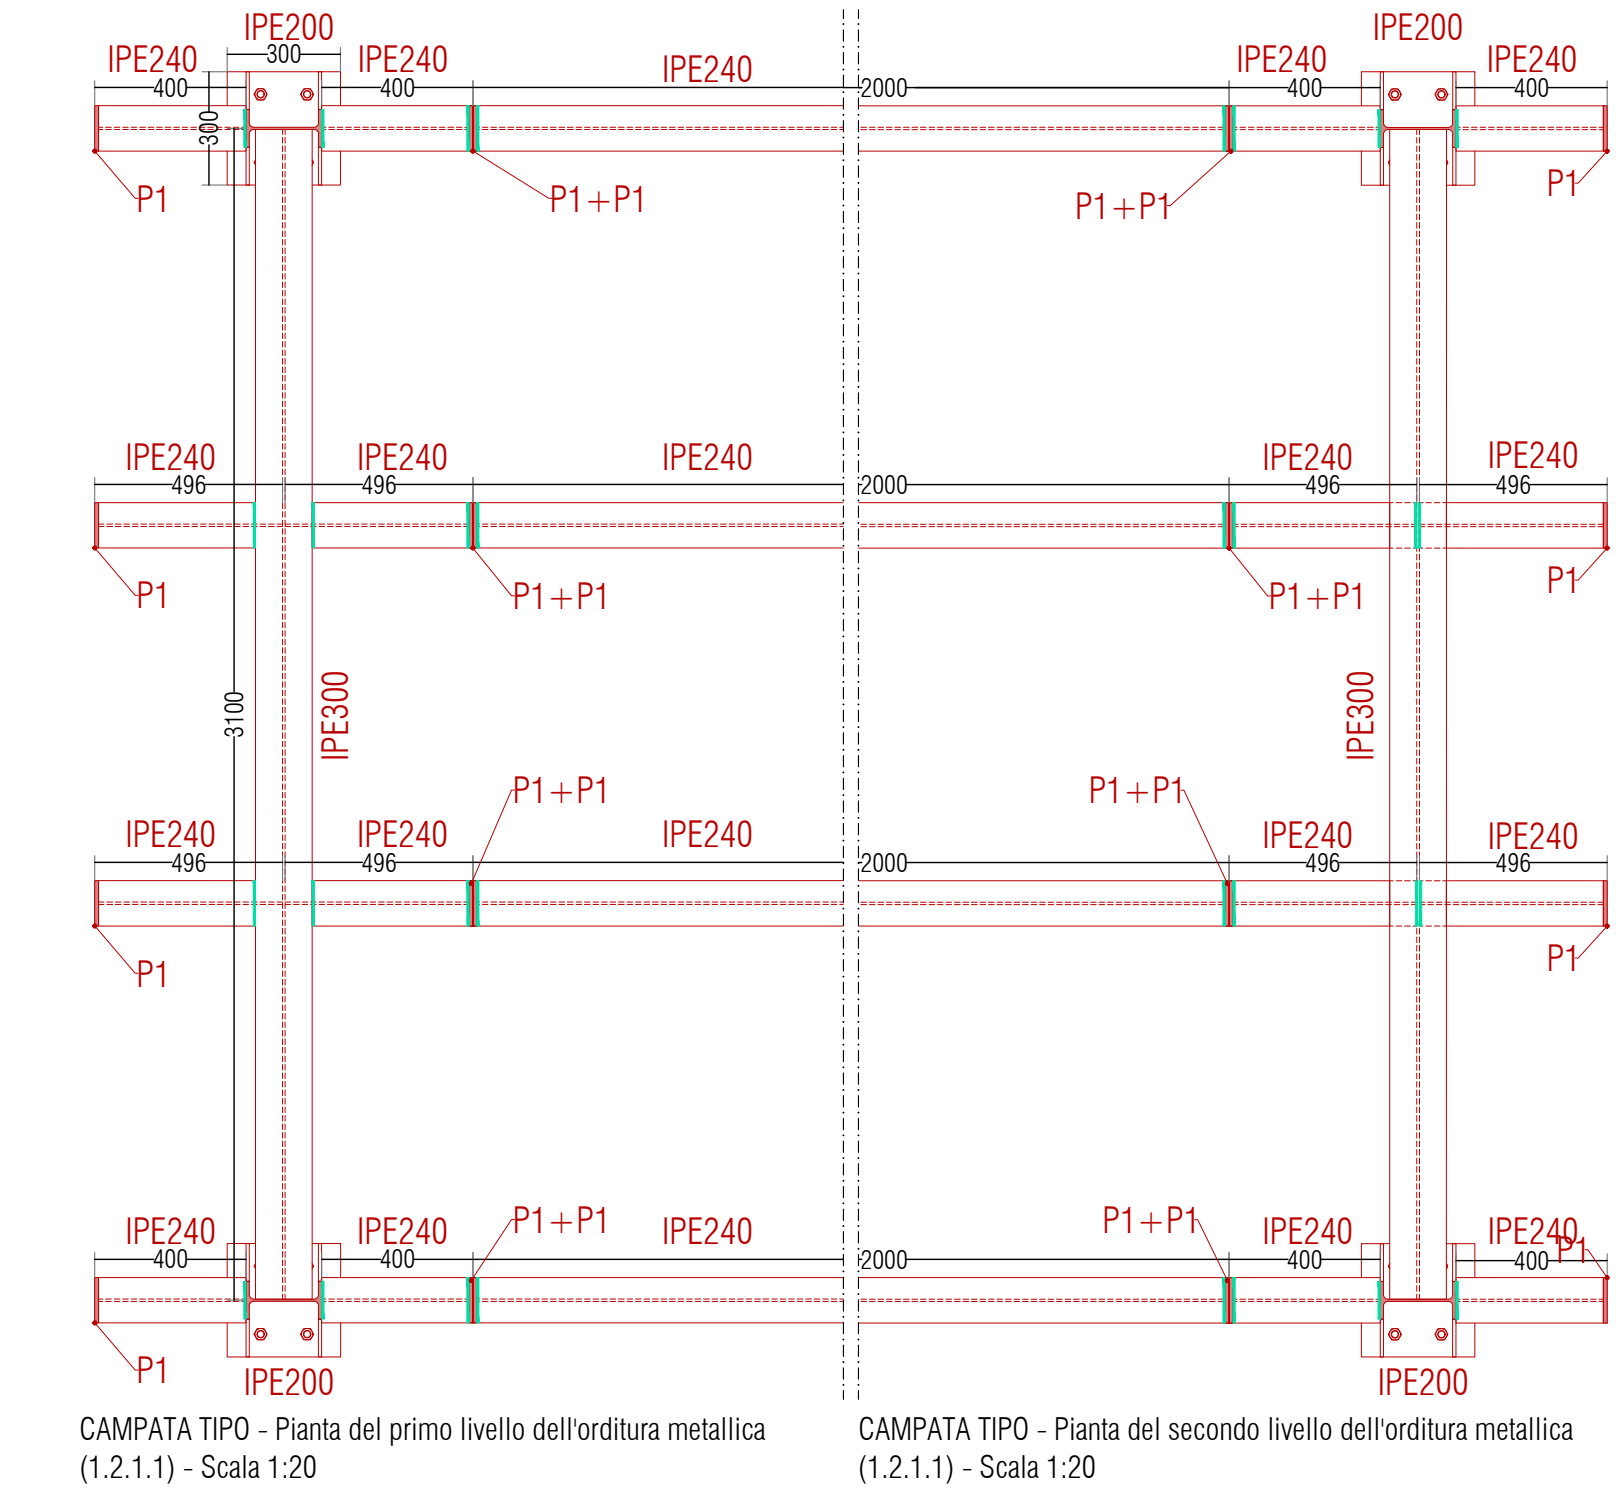 IPE200
IPE200
IPE240
300
IPE240
IPE240
IPE240
IPE240
400
400
2000
400
400
300
P1
P1+P1
P1+P1
P1
IPE240
IPE240
IPE240
IPE240
IPE240
496
496
2000
496
496
P1
P1+P1
P1+P1
P1
3100
IPE300
IPE300
P1+P1
P1+P1
IPE240
IPE240
IPE240
IPE240
IPE240
496
496
2000
496
496
P1
P1
P1+P1
P1+P1
IPE240
IPE240
IPE240
IPE240
IPE240
P1
400
400
2000
400
400
P1
IPE200
IPE200
CAMPATA TIPO - Pianta del primo livello dell'orditura metallica
(1.2.1.1) - Scala 1:20
CAMPATA TIPO - Pianta del secondo livello dell'orditura metallica
(1.2.1.1) - Scala 1:20